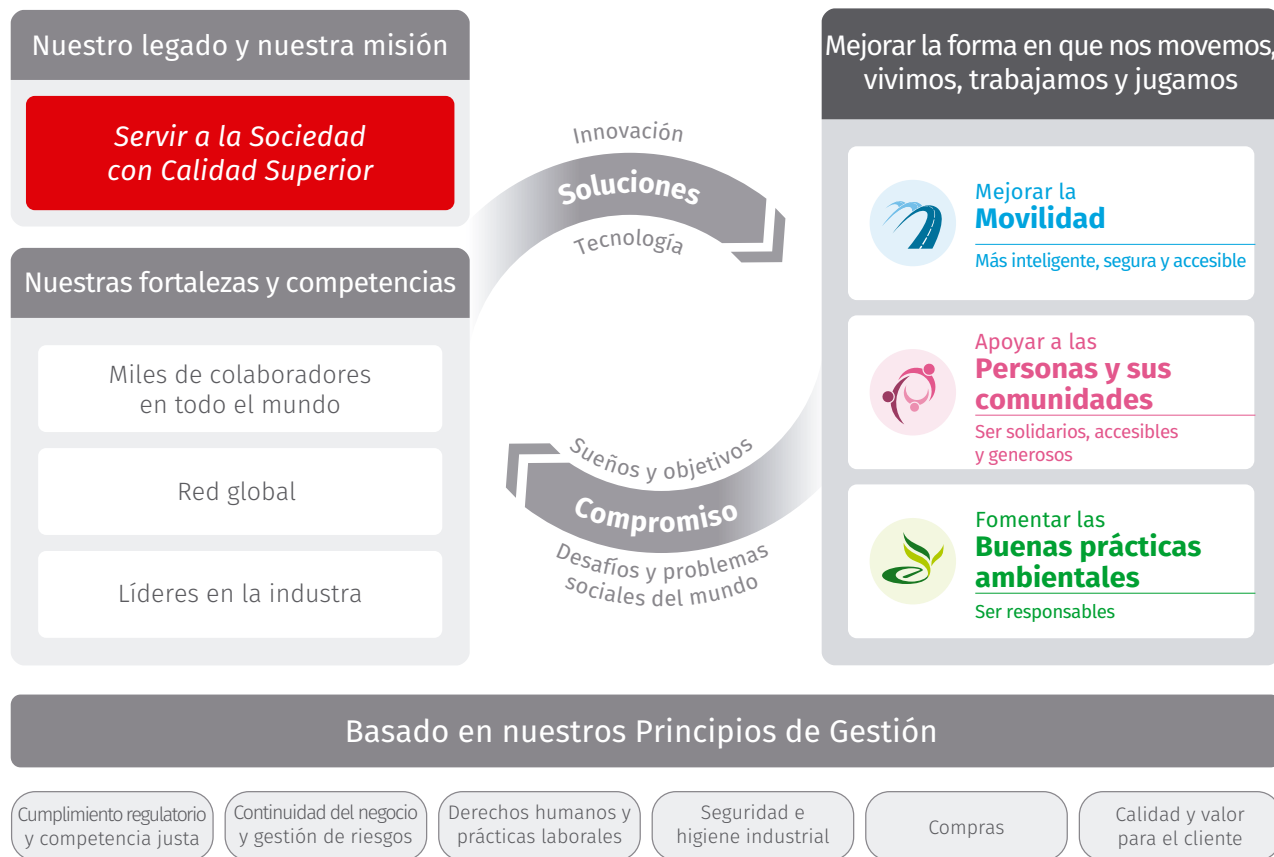 Nuestro legado y nuestra misión
Servir a la Sociedad
con Calidad Superior
Nuestras fortalezas y competencias
Miles de colaboradores
en todo el mundo
Red global
Líderes en la industra
Innovación
Soluciones
Tecnología
Sueños y objetivos
Compromiso
Desafíos y problemas
sociales del mundo
Mejorar la forma en que nos movemos,
vivimos, trabajamos y jugamos
Mejorar la
Movilidad
Más inteligente, segura y accesible
Apoyar a las
Personas y sus
comunidades
Ser solidarios, accesibles
y generosos
Fomentar las
Buenas prácticas
ambientales
Ser responsables
Basado en nuestros Principios de Gestión
Cumplimiento regulatorio
y competencia justa
Continuidad del negocio
y gestión de riesgos
Derechos humanos y
prácticas laborales
Seguridad e
higiene industrial
Compras
Calidad y valor
para el cliente